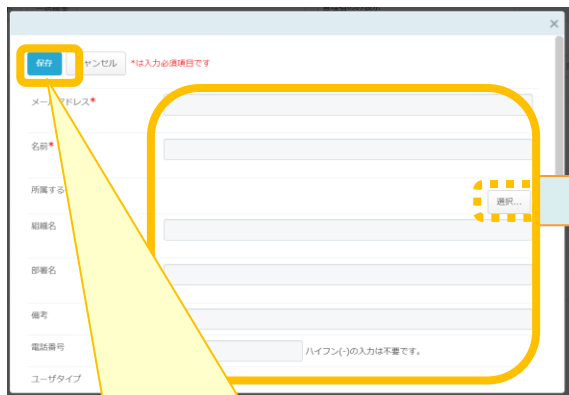 ×
保存 キャンセル *は入力必須項目です
メールアドレス*
名前*
所属する
選択...
組織名
部署名
備考
電話番号 ハイフン(-)の入力は不要です。
ユーザタイプ